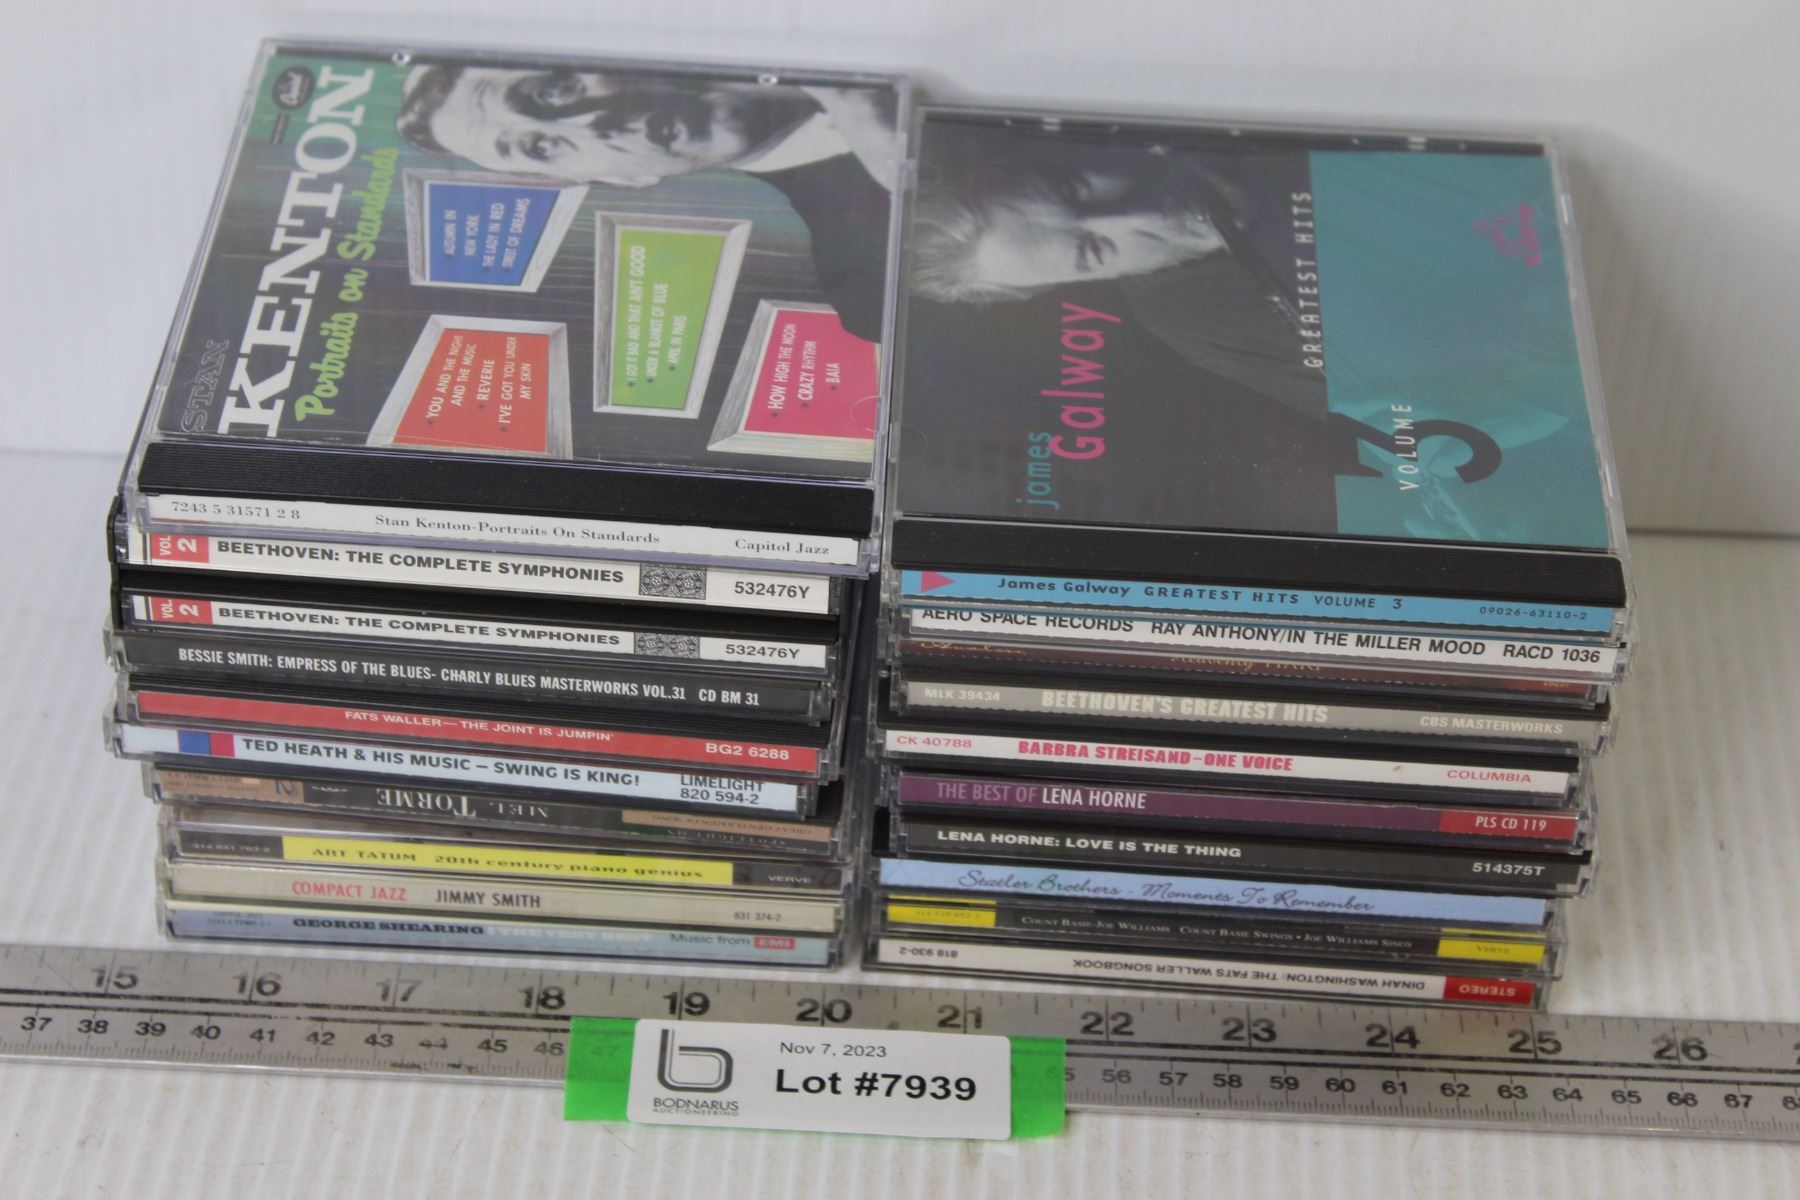 Capitol
STAN
KENTON
Portraits on Standards
AUTUMN IN
NEW YORK
THE LADY IN RED
STREET OF DREAMS
I GOT IT BAD AND THAT AIN'T GOOD
UNDER A BLANKET OF BLUE
APRIL IN PARIS
YOU AND THE NIGHT
AND THE MUSIC
REVERIE
I'VE GOT YOU UNDER
MY SKIN
HOW HIGH THE MOON
CRAZY RHYTHM
BAIA
7243 5 31571 2 8 Stan Kenton-Portraits On Standards Capitol Jazz
VOL 2 BEETHOVEN: THE COMPLETE SYMPHONIES 532476Y
VOL. 2 BEETHOVEN: THE COMPLETE SYMPHONIES 532476Y
BESSIE SMITH: EMPRESS OF THE BLUES- CHARLY BLUES MASTERWORKS VOL.31 CD BM 31
FATS WALLER—THE JOINT IS JUMPIN' BG2 6288
TED HEATH & HIS MUSIC – SWING IS KING! LIMELIGHT
820 594-2
MEL TORME
GREAT GENTLEMEN OF SONG
SPOTLIGHT ON
314 531 763-2 ART TATUM 20th century piano genius VERVE
COMPACT JAZZ JIMMY SMITH 831 374-2
GEORGE SHEARING THE VERY BEST Music from EMI
james
Galway
GREATEST HITS
VOLUME
3
James Galway GREATEST HITS VOLUME 3 09026-63110-2
AERO SPACE RECORDS RAY ANTHONY/IN THE MILLER MOOD RACD 1036
MLK 39434 BEETHOVEN'S GREATEST HITS CBS MASTERWORKS
CK 40788 BARBRA STREISAND–ONE VOICE COLUMBIA
THE BEST OF LENA HORNE PLS CD 119
LENA HORNE: LOVE IS THE THING 514375T
Statler Brothers - Moments To Remember
COUNT BASIE-JOE WILLIAMS COUNT BASIE SWINGS • JOE WILLIAMS SINGS VERVE
STEREO DINAH WASHINGTON: THE FATS WALLER SONGBOOK 818 930-2
15 16 17 18 19 20 21 22 23 24 25 26
37 38 39 40 41 42 43 44 45 46 47 56 57 58 59 60 61 62 63 64 65 66 67
b
BODNARUS
AUCTIONEERING
Nov 7, 2023
Lot #7939